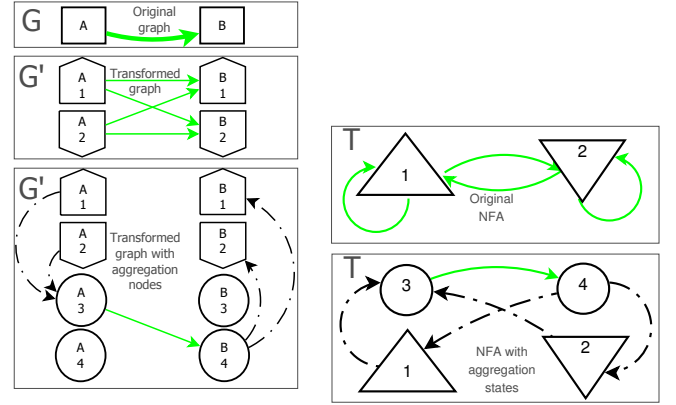 G
Original
graph
A
B
G'
Transformed
graph
A
1
B
1
A
2
B
2
G'
A
1
B
1
A
2
B
2
Transformed
graph with
aggregation
nodes
A
3
B
3
A
4
B
4
T
1
2
Original
NFA
T
3
4
1
2
NFA with
aggregation
states